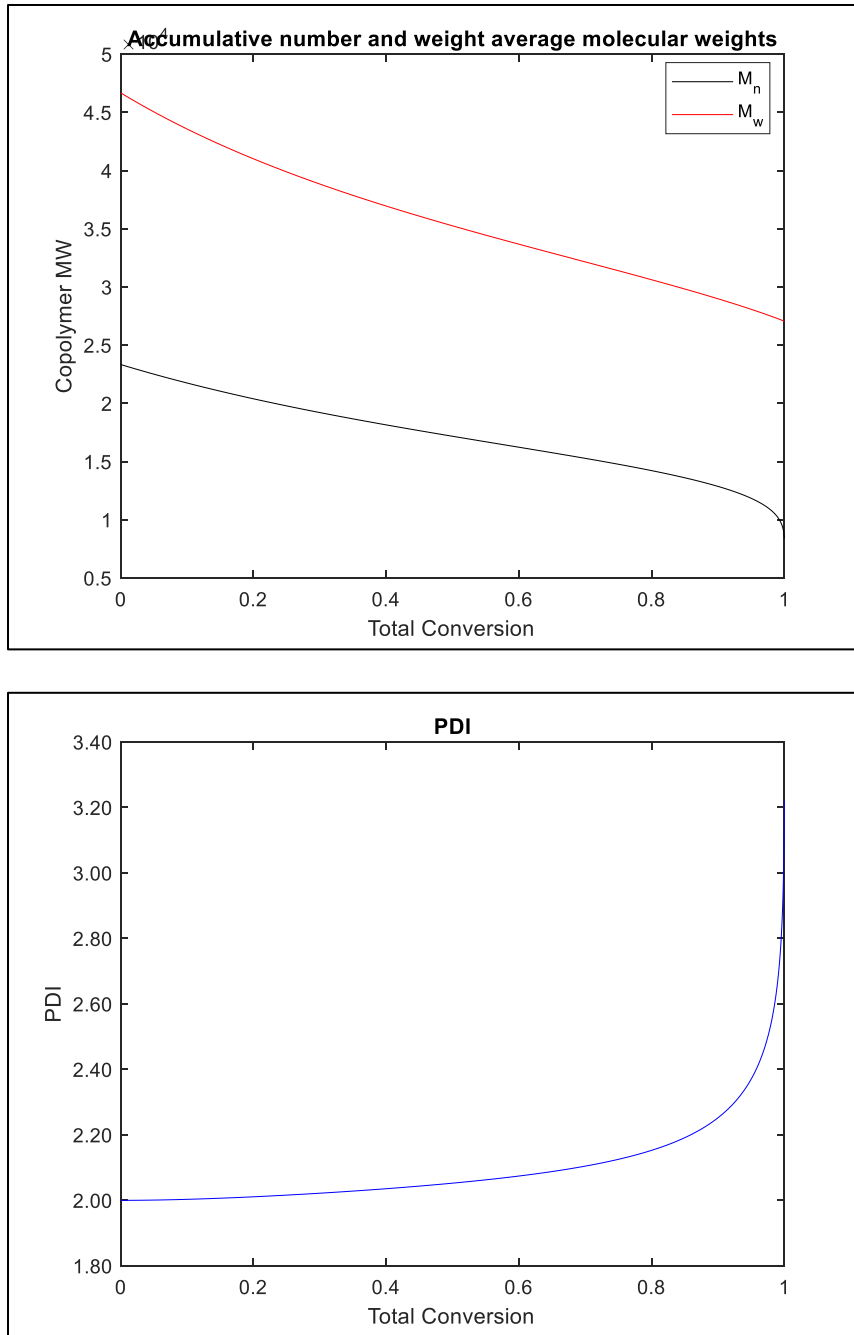 Accumulative number and weight average molecular weights
×10⁴
5
4.5
4
3.5
3
2.5
2
1.5
1
0.5
Copolymer MW
M_n
M_w
0 0.2 0.4 0.6 0.8 1
Total Conversion
PDI
3.40
3.20
3.00
2.80
2.60
2.40
2.20
2.00
1.80
PDI
0 0.2 0.4 0.6 0.8 1
Total Conversion